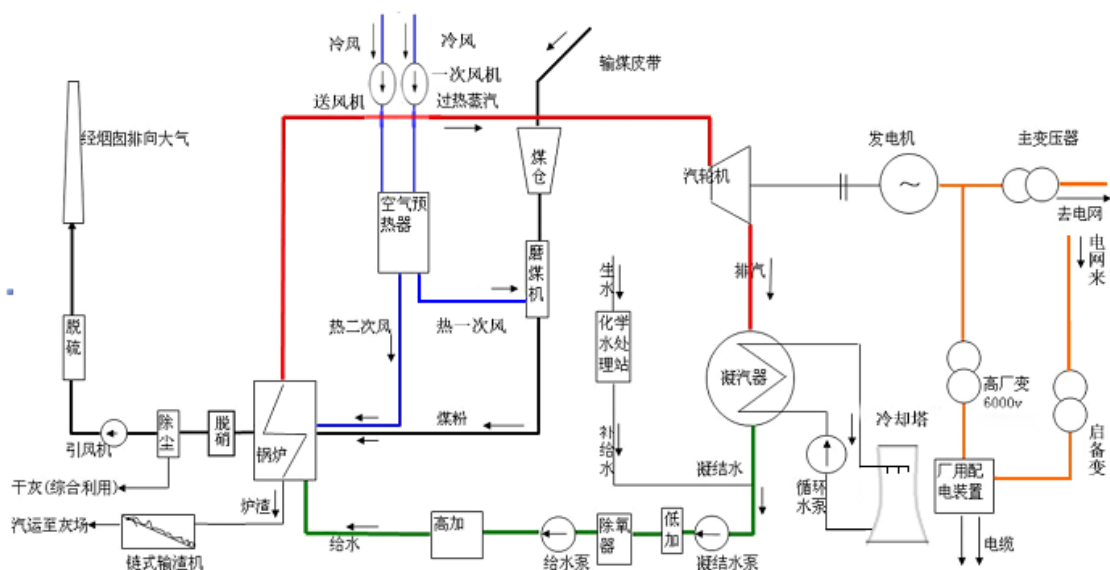 冷风
冷风
输煤皮带
一次风机
送风机
过热蒸汽
经烟囱排向大气
煤
仓
汽轮机
发电机
~
主变压器
去电网
空气预
热器
磨
煤
机
生
水
排汽
电
网
来
热二次风
热一次风
脱
硫
化学
水处
理站
凝汽器
高厂变
6000v
冷却塔
启
备
变
除
尘
脱
硝
引风机
锅炉
煤粉
补
给
水
凝结水
循环
水泵
厂用配
电装置
干灰(综合利用)
炉渣
汽运至灰场
链式输渣机
给水
高加
给水泵
除氧
器
低
加
凝结水泵
电缆